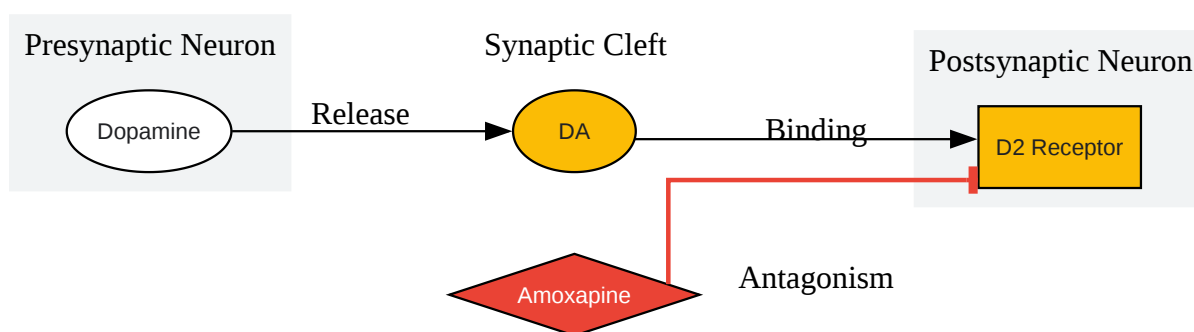 Presynaptic Neuron
Synaptic Cleft
Postsynaptic Neuron
Dopamine
Release
DA
Binding
D2 Receptor
Amoxapine
Antagonism